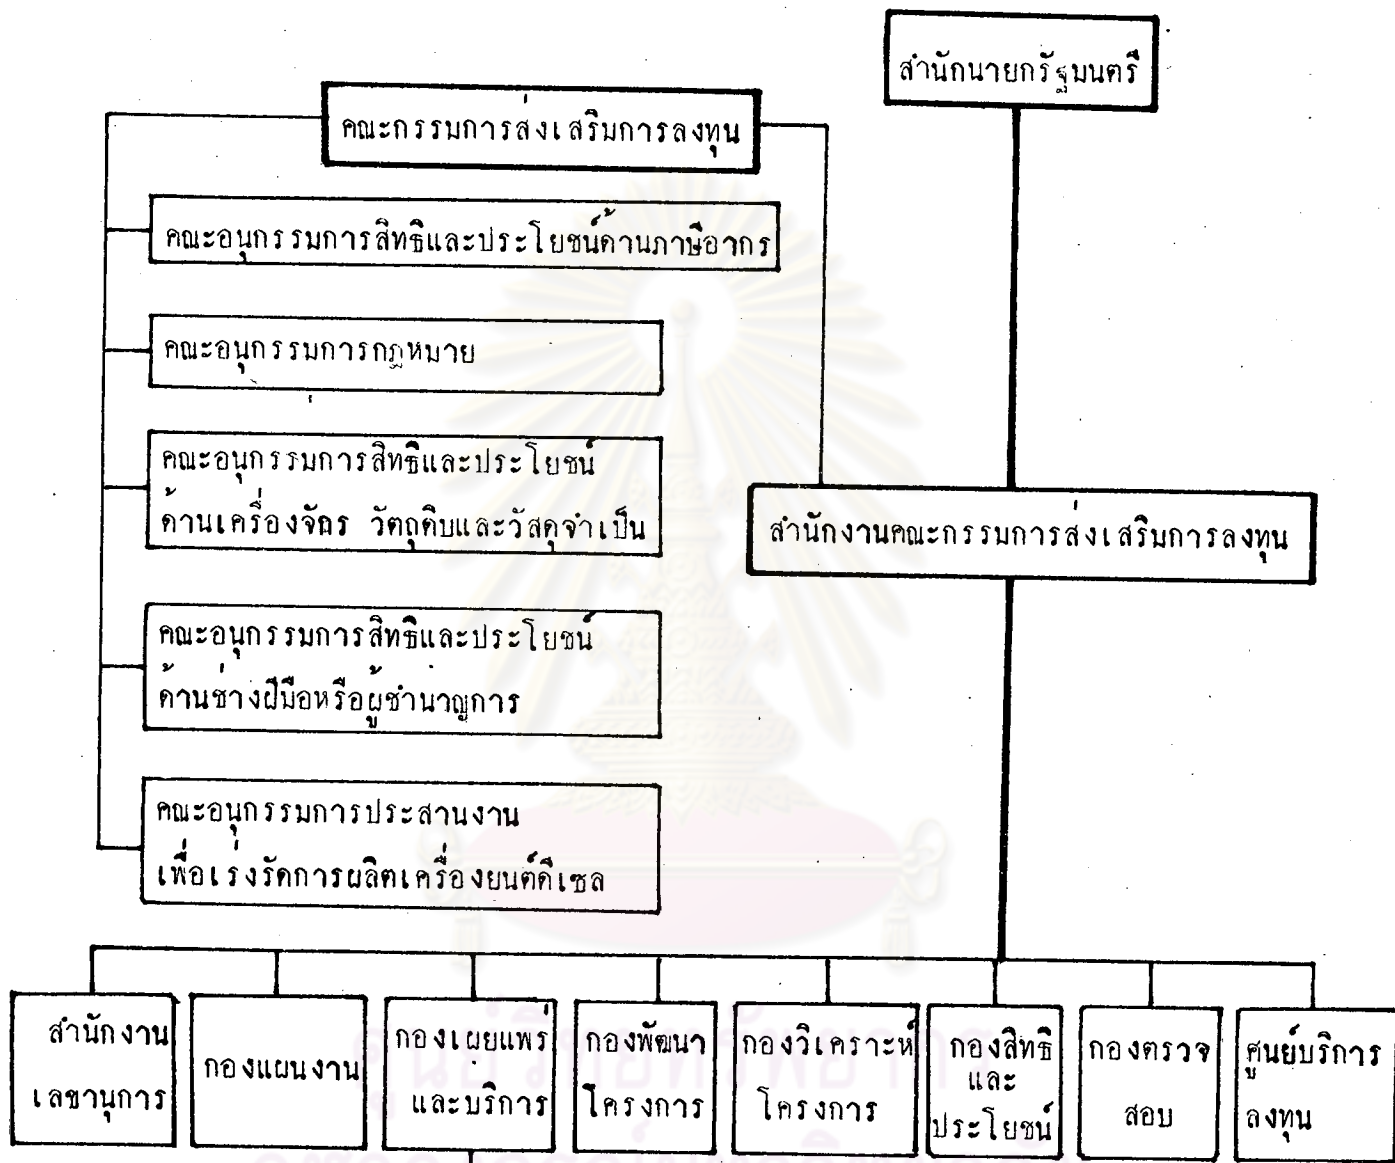 สำนักนายกรัฐมนตรี
คณะกรรมการส่งเสริมการลงทุน
คณะอนุกรรมการสิทธิและประโยชน์ด้านภาษีอากร
คณะอนุกรรมการกฎหมาย
คณะอนุกรรมการสิทธิและประโยชน์
ด้านเครื่องจักร วัตถุดิบและวัสดุจำเป็น
สำนักงานคณะกรรมการส่งเสริมการลงทุน
คณะอนุกรรมการสิทธิและประโยชน์
ด้านช่างฝีมือหรือผู้ชำนาญการ
คณะอนุกรรมการประสานงาน
เพื่อเร่งรัดการผลิตเครื่องยนต์ดีเซล
สำนักงาน
เลขานุการ
กองแผนงาน
กองเผยแพร่
และบริการ
กองพัฒนา
โครงการ
กองวิเคราะห์
โครงการ
กองสิทธิ
และ
ประโยชน์
กองตรวจ
สอบ
ศูนย์บริการ
ลงทุน
ศูนย์วิทยทรัพยากร